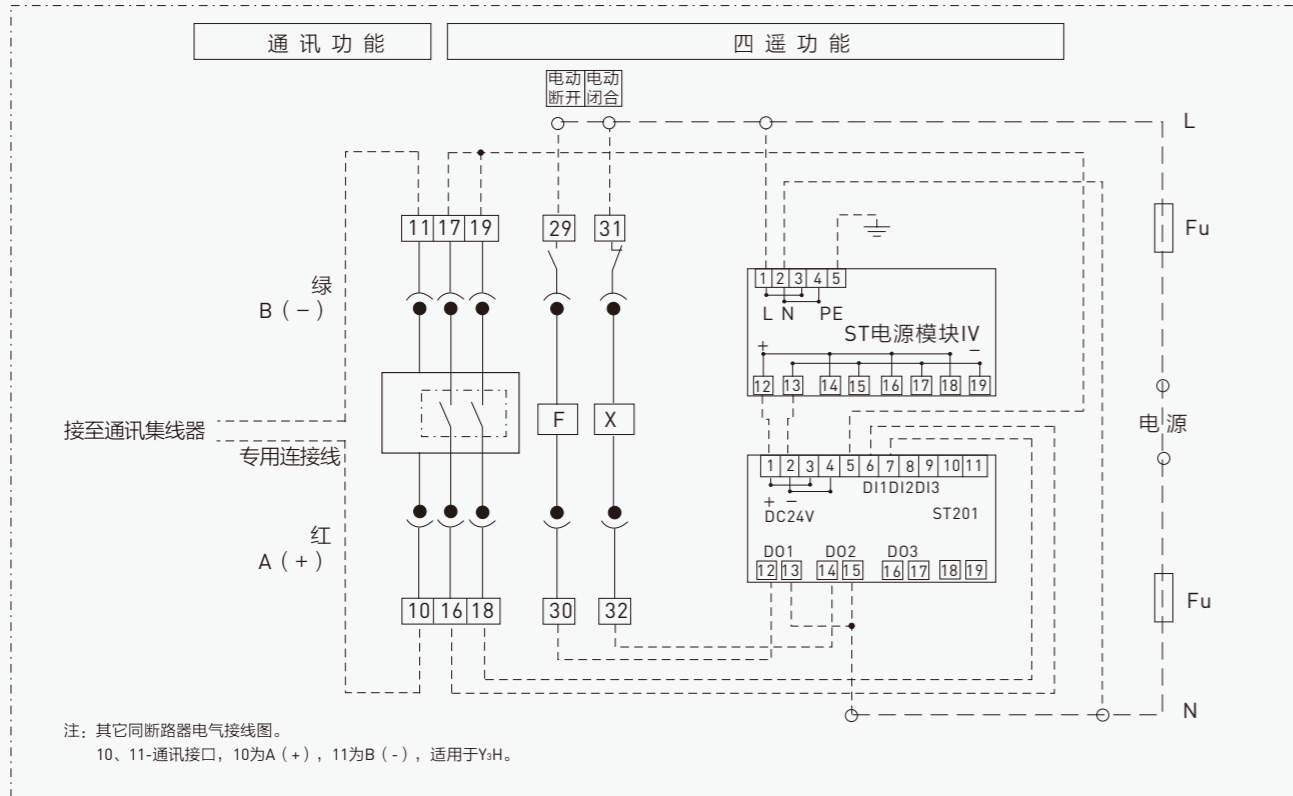 通讯功能
四遥功能
电动 电动
断开 闭合
L
11 17 19
29
31
Fu
绿
B（－）
1 2 3 4 5
L N PE
ST电源模块IV
+ －
12 13 14 15 16 17 18 19
F
X
电源
接至通讯集线器
专用连接线
1 2 3 4 5 6 7 8 9 10 11
DI1DI2DI3
+ －
DC24V
ST201
红
A（+）
DO1 DO2 DO3
12 13 14 15 16 17 18 19
10 16 18
30
32
Fu
N
注：其它同断路器电气接线图。
10、11-通讯接口，10为A（+），11为B（-），适用于Y₃H。